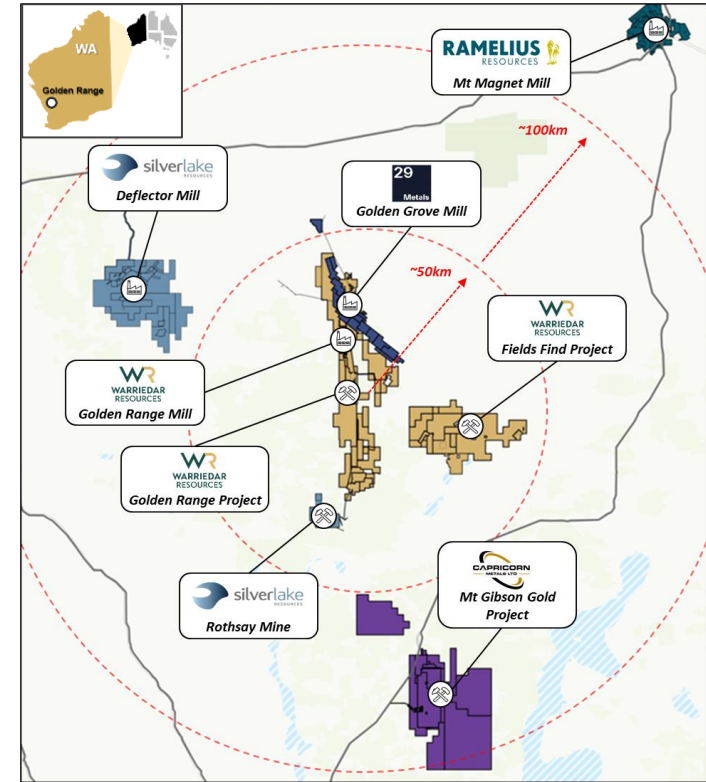 WA
Golden Range
RAMELIUS
RESOURCES
Mt Magnet Mill
~100km
silverlake
RESOURCES
Deflector Mill
29
Metals
Golden Grove Mill
~50km
WR
WARRIEDAR
RESOURCES
Fields Find Project
WR
WARRIEDAR
RESOURCES
Golden Range Mill
WR
WARRIEDAR
RESOURCES
Golden Range Project
silverlake
RESOURCES
Rothsay Mine
CAPRICORN
METALS LTD
Mt Gibson Gold
Project